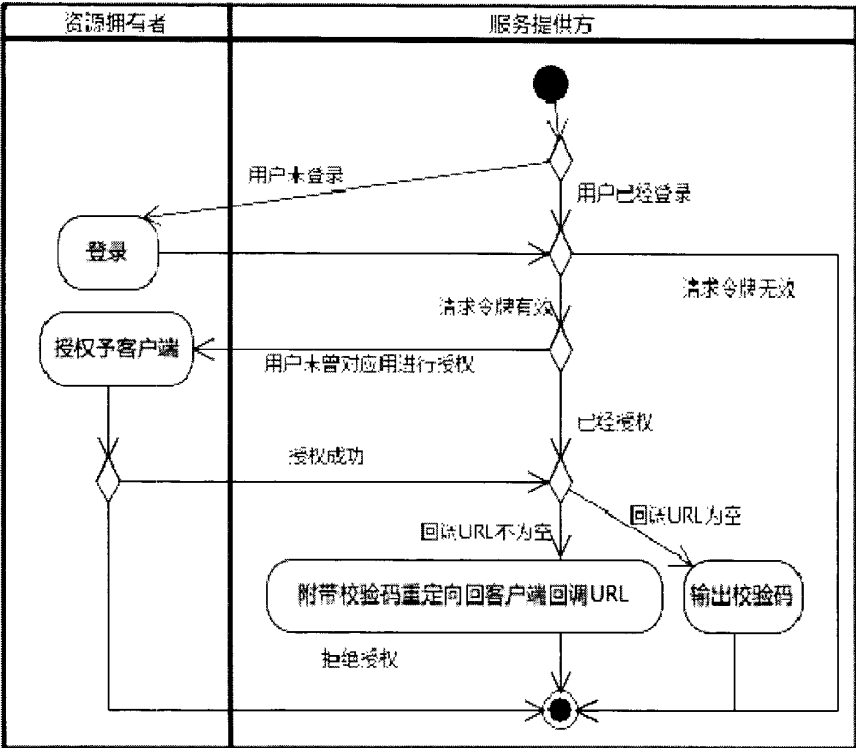 资源拥有者
服务提供方
用户未登录
用户已经登录
登录
请求令牌无效
请求令牌有效
授权予客户端
用户未曾对应用进行授权
已经授权
授权成功
回调URL为空
回调URL不为空
附带校验码重定向回客户端回调URL
输出校验码
拒绝授权